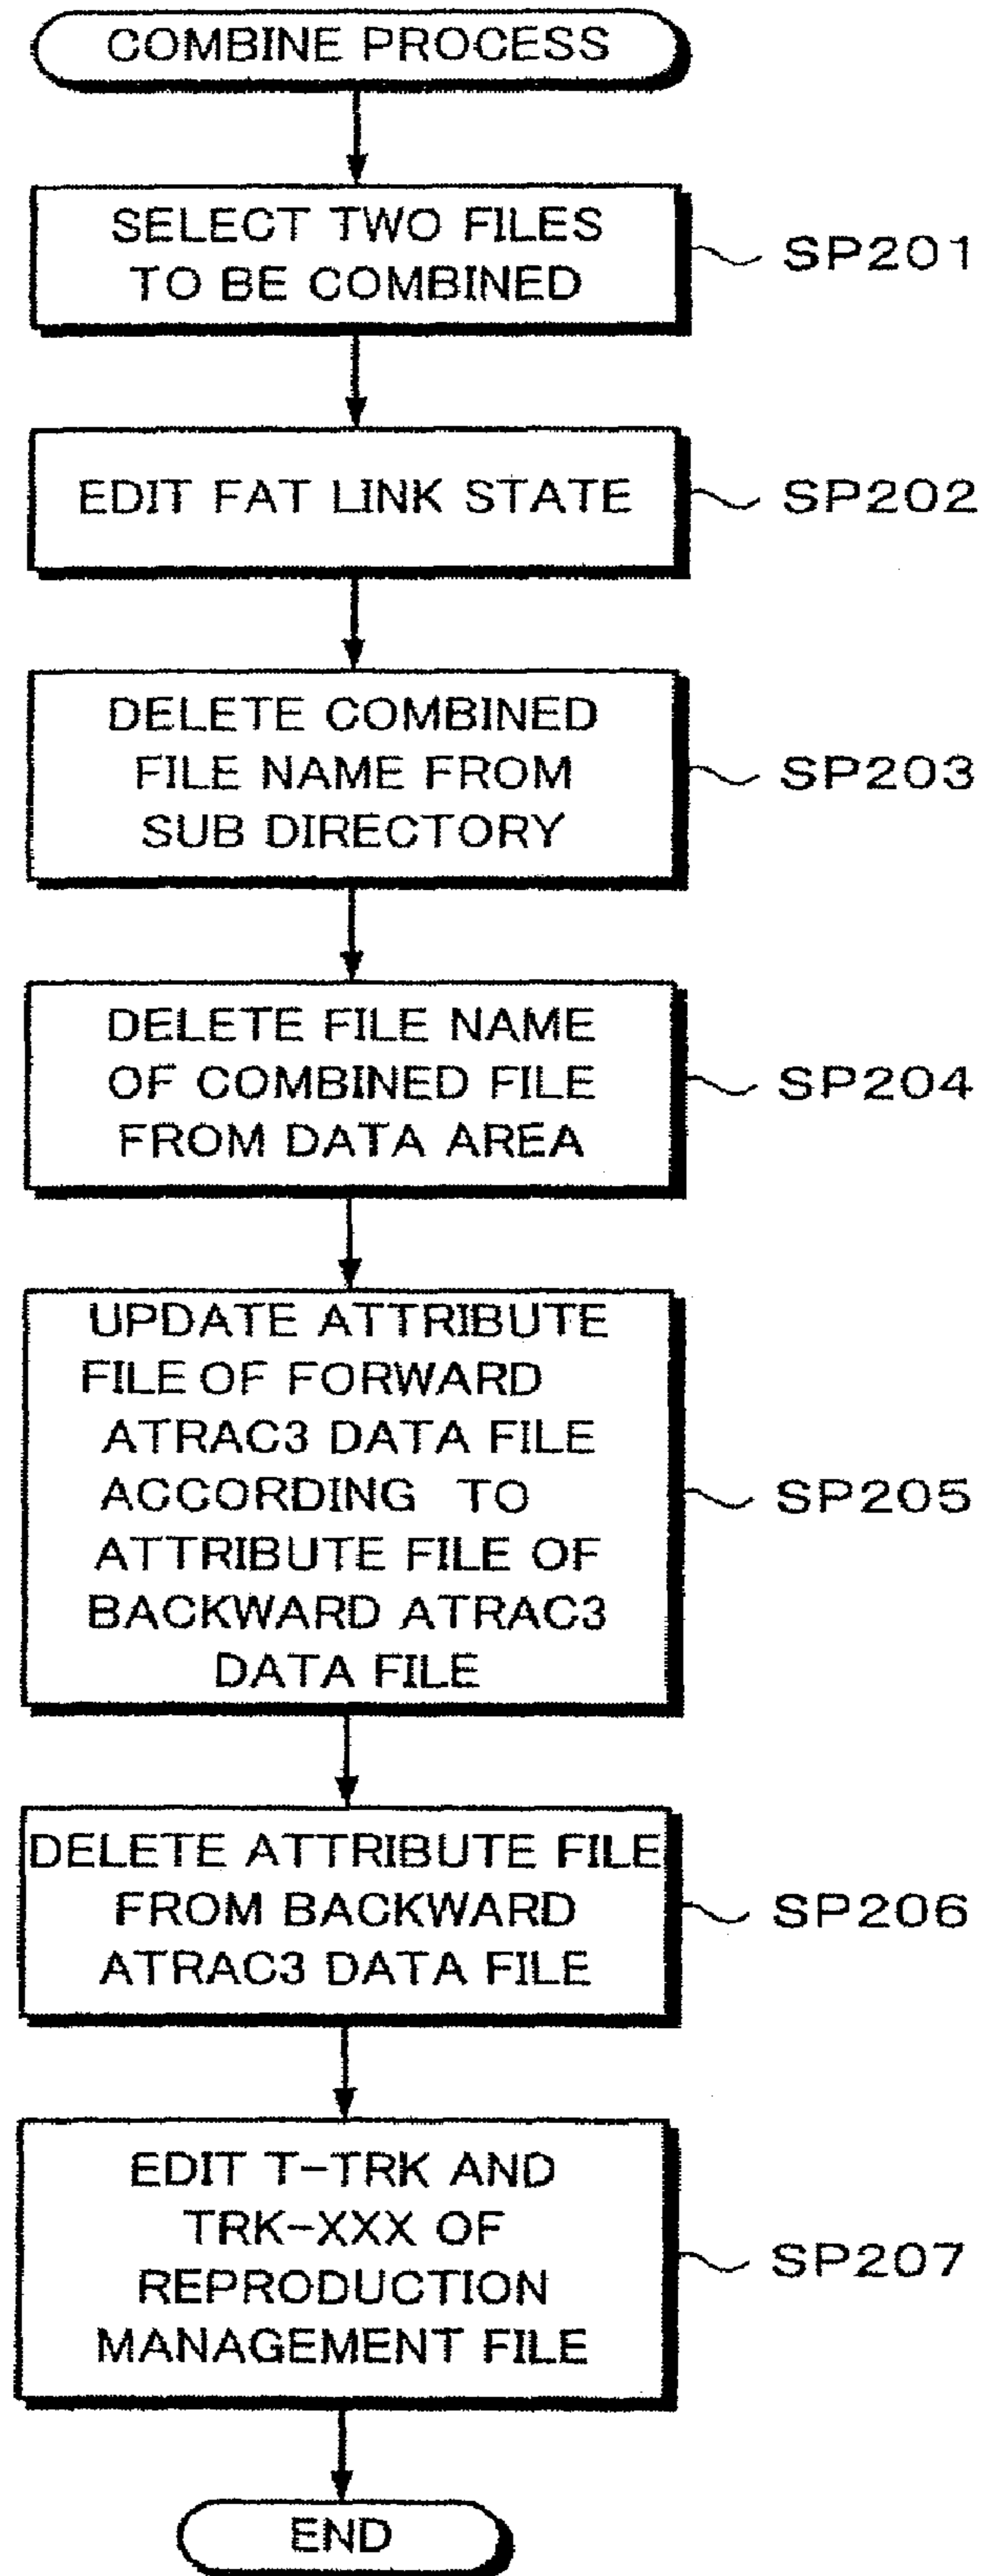 COMBINE PROCESS
SELECT TWO FILES
TO BE COMBINED
SP201
EDIT FAT LINK STATE
SP202
DELETE COMBINED
FILE NAME FROM
SUB DIRECTORY
SP203
DELETE FILE NAME
OF COMBINED FILE
FROM DATA AREA
SP204
UPDATE ATTRIBUTE
FILE OF FORWARD
ATRAC3 DATA FILE
ACCORDING TO
ATTRIBUTE FILE OF
BACKWARD ATRAC3
DATA FILE
SP205
DELETE ATTRIBUTE FILE
FROM BACKWARD
ATRAC3 DATA FILE
SP206
EDIT T-TRK AND
TRK-XXX OF
REPRODUCTION
MANAGEMENT FILE
SP207
END